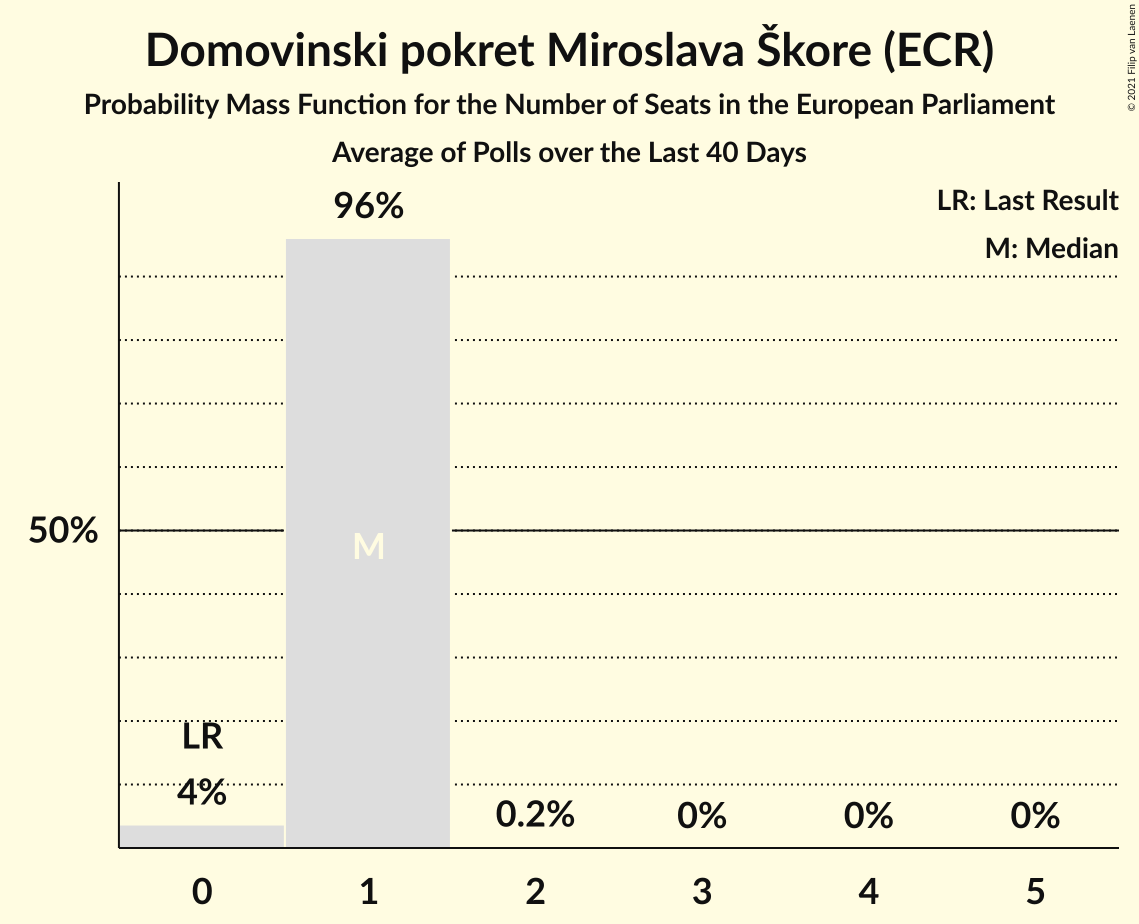 Domovinski pokret Miroslava Škore (ECR)
Probability Mass Function for the Number of Seats in the European Parliament
Average of Polls over the Last 40 Days
© 2021 Filip van Laenen
LR: Last Result
M: Median
96%
50%
M
LR
4%
0.2%
0%
0%
0%
0
1
2
3
4
5